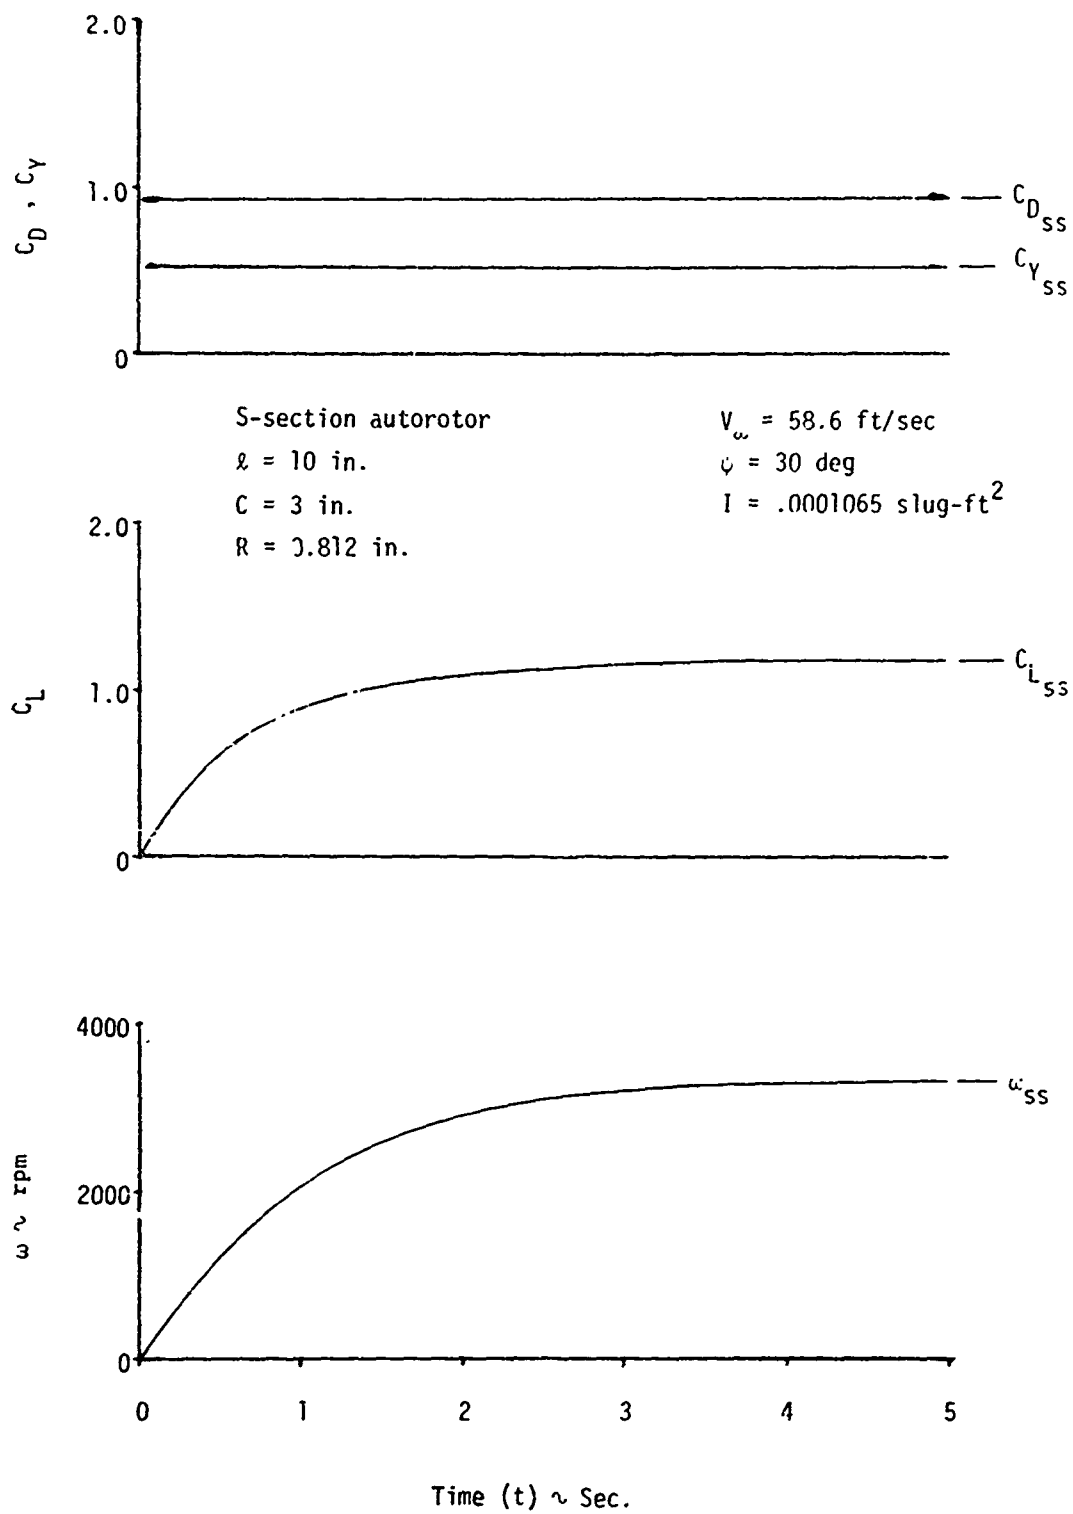 2.0
1.0
0
C_D , C_Y
C_D_SS
C_Y_SS
S-section autorotor
ℓ = 10 in.
C = 3 in.
R = 0.812 in.
V_∞ = 58.6 ft/sec
ψ = 30 deg
I = .0001065 slug-ft²
2.0
1.0
0
C_L
C_L_SS
4000
2000
0
ω ~ rpm
ω_SS
0 1 2 3 4 5
Time (t) ~ Sec.